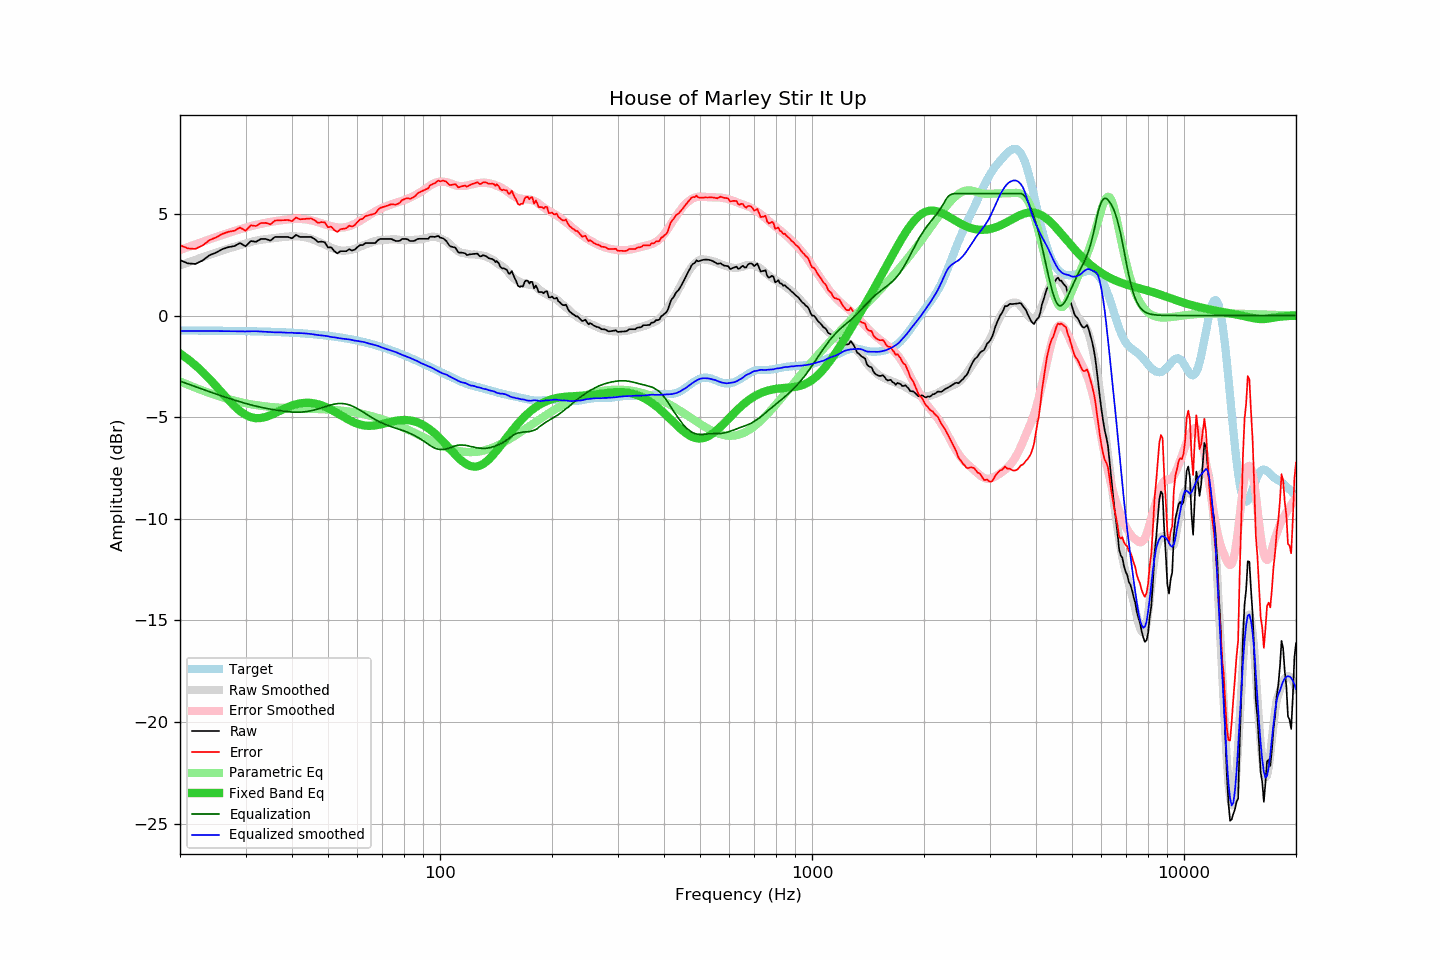 House of Marley Stir It Up
Amplitude (dBr)
5
0
−5
−10
−15
−20
−25
Target
Raw Smoothed
Error Smoothed
Raw
Error
Parametric Eq
Fixed Band Eq
Equalization
Equalized smoothed
100
1000
10000
Frequency (Hz)